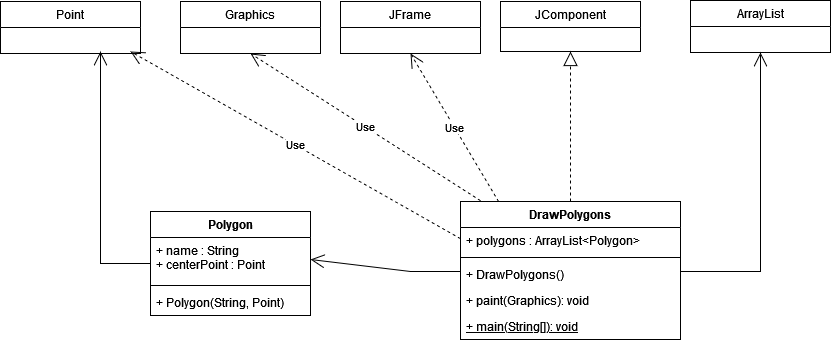 Point
Graphics
JFrame
JComponent
ArrayList
Use
Use
Use
Polygon
+ name : String
+ centerPoint : Point
+ Polygon(String, Point)
DrawPolygons
+ polygons : ArrayList<Polygon>
+ DrawPolygons()
+ paint(Graphics): void
+ main(String[]): void